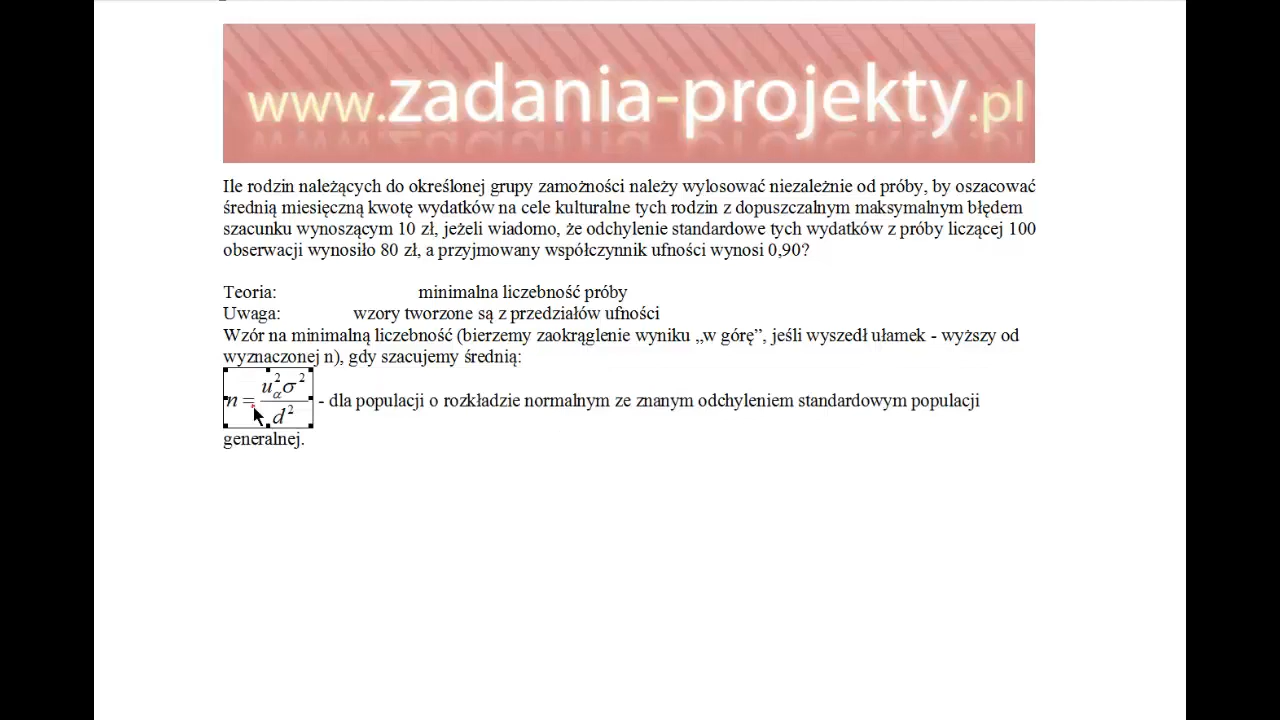 www.zadania-projekty.pl
Ile rodzin należących do określonej grupy zamożności należy wylosować niezależnie od próby, by oszacować
średnią miesięczną kwotę wydatków na cele kulturalne tych rodzin z dopuszczalnym maksymalnym błędem
szacunku wynoszącym 10 zł, jeżeli wiadomo, że odchylenie standardowe tych wydatków z próby liczącej 100
obserwacji wynosiło 80 zł, a przyjmowany współczynnik ufności wynosi 0,90?
Teoria: minimalna liczebność próby
Uwaga: wzory tworzone są z przedziałów ufności
Wzór na minimalną liczebność (bierzemy zaokrąglenie wyniku „w górę”, jeśli wyszedł ułamek - wyższy od
wyznaczonej n), gdy szacujemy średnią:
n = u_α^2 σ^2 / d^2 - dla populacji o rozkładzie normalnym ze znanym odchyleniem standardowym populacji
generalnej.